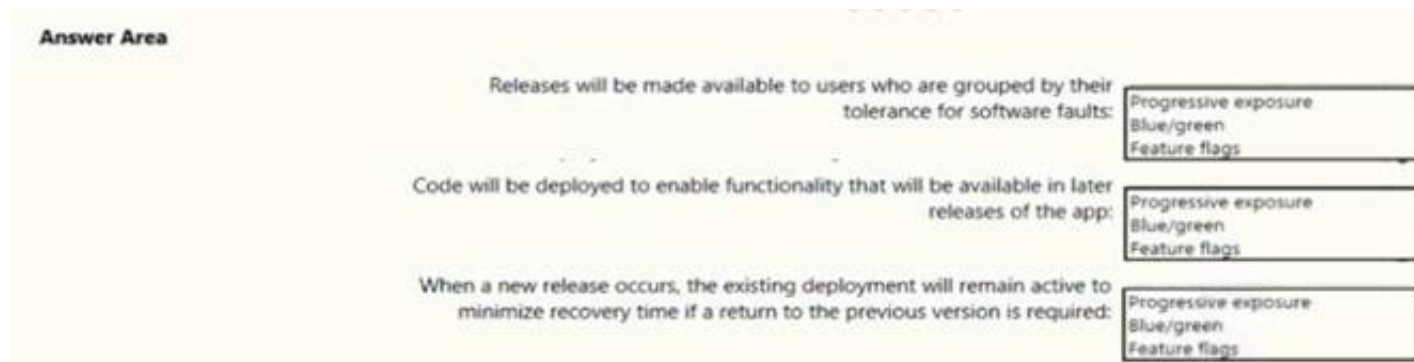 Answer Area
Releases will be made available to users who are grouped by their
tolerance for software faults:
Progressive exposure
Blue/green
Feature flags
Code will be deployed to enable functionality that will be available in later
releases of the app:
Progressive exposure
Blue/green
Feature flags
When a new release occurs, the existing deployment will remain active to
minimize recovery time if a return to the previous version is required:
Progressive exposure
Blue/green
Feature flags